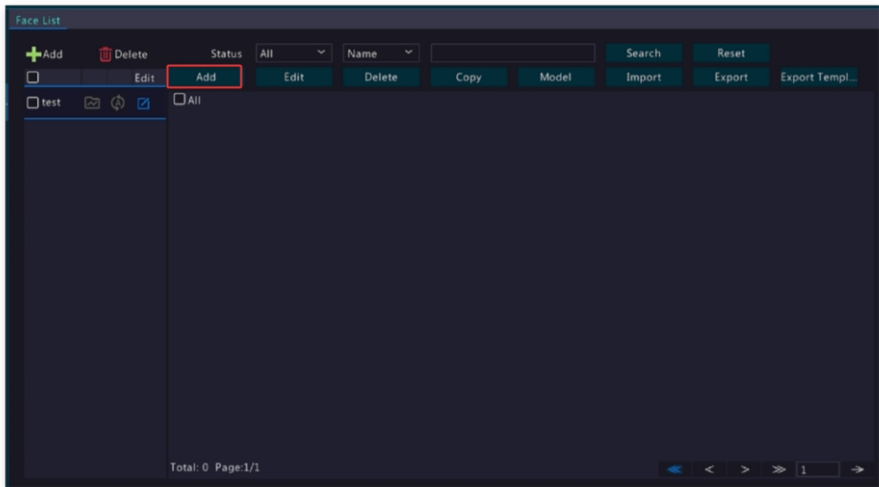 Face List
Add Delete Status All Name Search Reset
Edit Add Edit Delete Copy Model Import Export Export Templ...
test All
Total: 0 Page:1/1 1